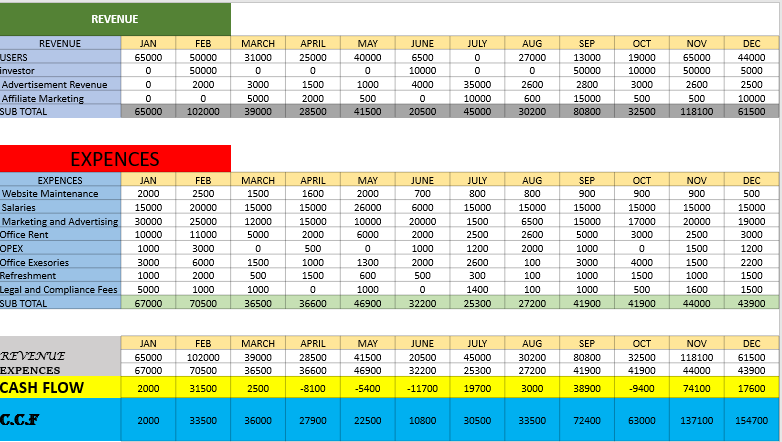 REVENUE
REVENUE JAN FEB MARCH APRIL MAY JUNE JULY AUG SEP OCT NOV DEC
USERS 65000 50000 31000 25000 40000 6500 0 27000 13000 19000 65000 44000
investor 0 50000 0 0 0 10000 0 0 50000 10000 50000 5000
Advertisement Revenue 0 2000 3000 1500 1000 4000 35000 2600 2800 3000 2600 2500
Affiliate Marketing 0 0 5000 2000 500 0 10000 600 15000 500 500 10000
SUB TOTAL 65000 102000 39000 28500 41500 20500 45000 30200 80800 32500 118100 61500
EXPENCES
EXPENCES JAN FEB MARCH APRIL MAY JUNE JULY AUG SEP OCT NOV DEC
Website Maintenance 2000 2500 1500 1600 2000 700 800 800 900 900 900 500
Salaries 15000 20000 15000 15000 26000 6000 15000 15000 15000 15000 15000 15000
Marketing and Advertising 30000 25000 12000 15000 10000 20000 1500 6500 15000 17000 20000 19000
Office Rent 10000 11000 5000 2000 6000 2000 2500 2600 5000 3000 2500 3000
OPEX 1000 3000 0 500 0 1000 1200 2000 1000 0 1500 1200
Office Exesories 3000 6000 1500 1000 1300 2000 2600 100 3000 4000 1500 2200
Refreshment 1000 2000 500 1500 600 500 300 100 1000 1500 1000 1500
Legal and Compliance Fees 5000 1000 1000 0 1000 0 1400 100 1000 500 1600 1500
SUB TOTAL 67000 70500 36500 36600 46900 32200 25300 27200 41900 41900 44000 43900
JAN FEB MARCH APRIL MAY JUNE JULY AUG SEP OCT NOV DEC
REVENUE 65000 102000 39000 28500 41500 20500 45000 30200 80800 32500 118100 61500
EXPENCES 67000 70500 36500 36600 46900 32200 25300 27200 41900 41900 44000 43900
CASH FLOW 2000 31500 2500 -8100 -5400 -11700 19700 3000 38900 -9400 74100 17600
C.C.F 2000 33500 36000 27900 22500 10800 30500 33500 72400 63000 137100 154700